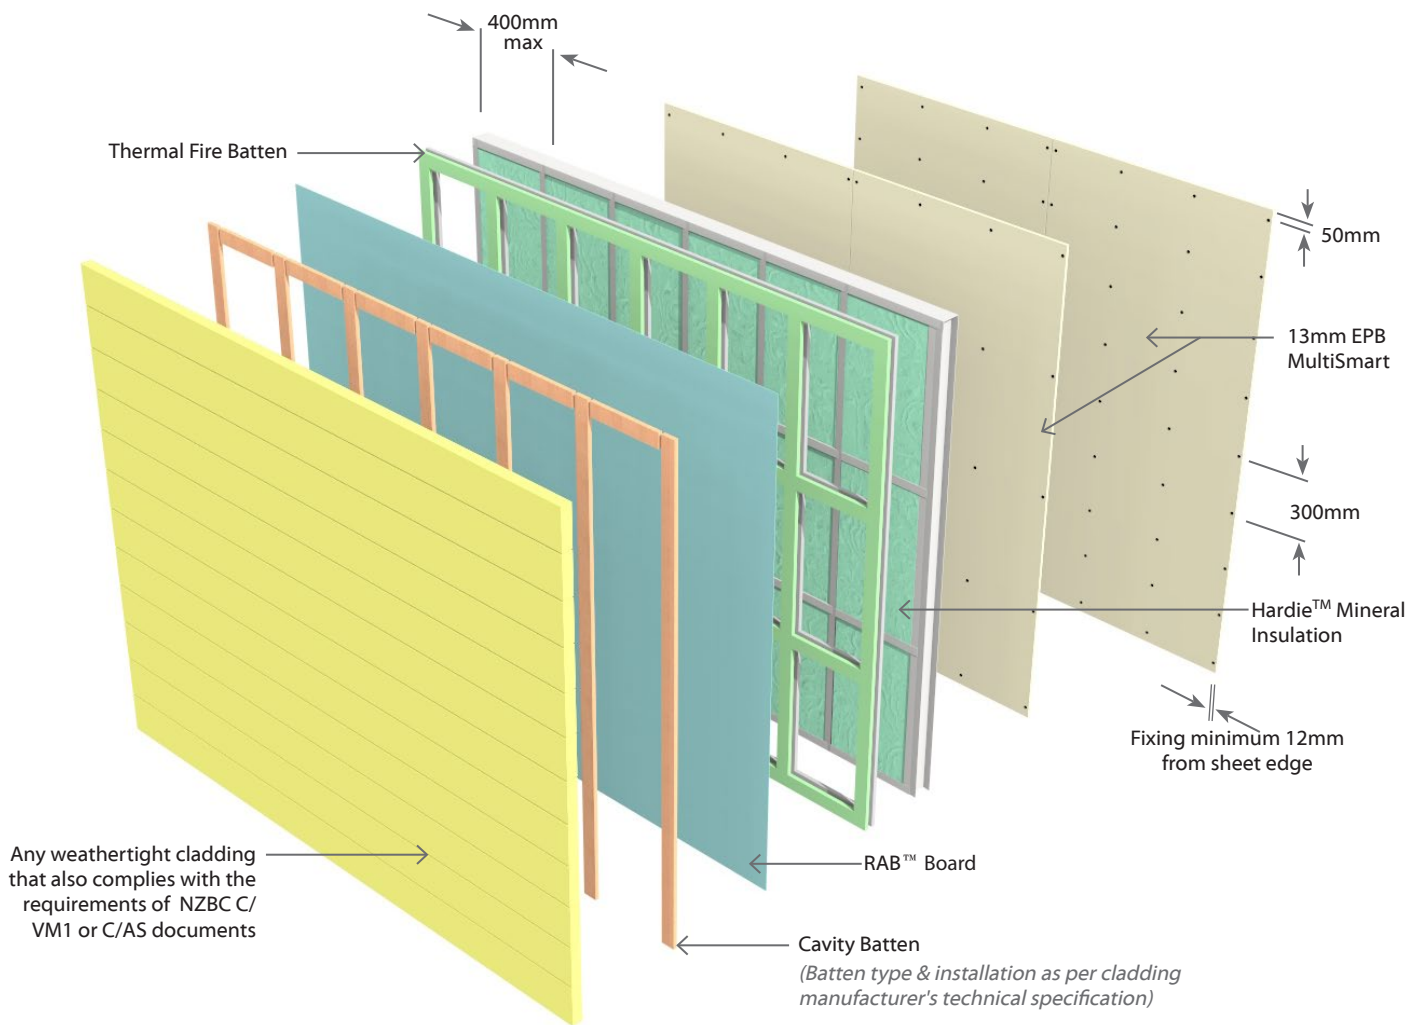 400mm
max
Thermal Fire Batten
50mm
13mm EPB
MultiSmart
300mm
Hardie™ Mineral
Insulation
Fixing minimum 12mm
from sheet edge
Any weathertight cladding
that also complies with the
requirements of NZBC C/
VM1 or C/AS documents
RAB™ Board
Cavity Batten
(Batten type & installation as per cladding
manufacturer's technical specification)